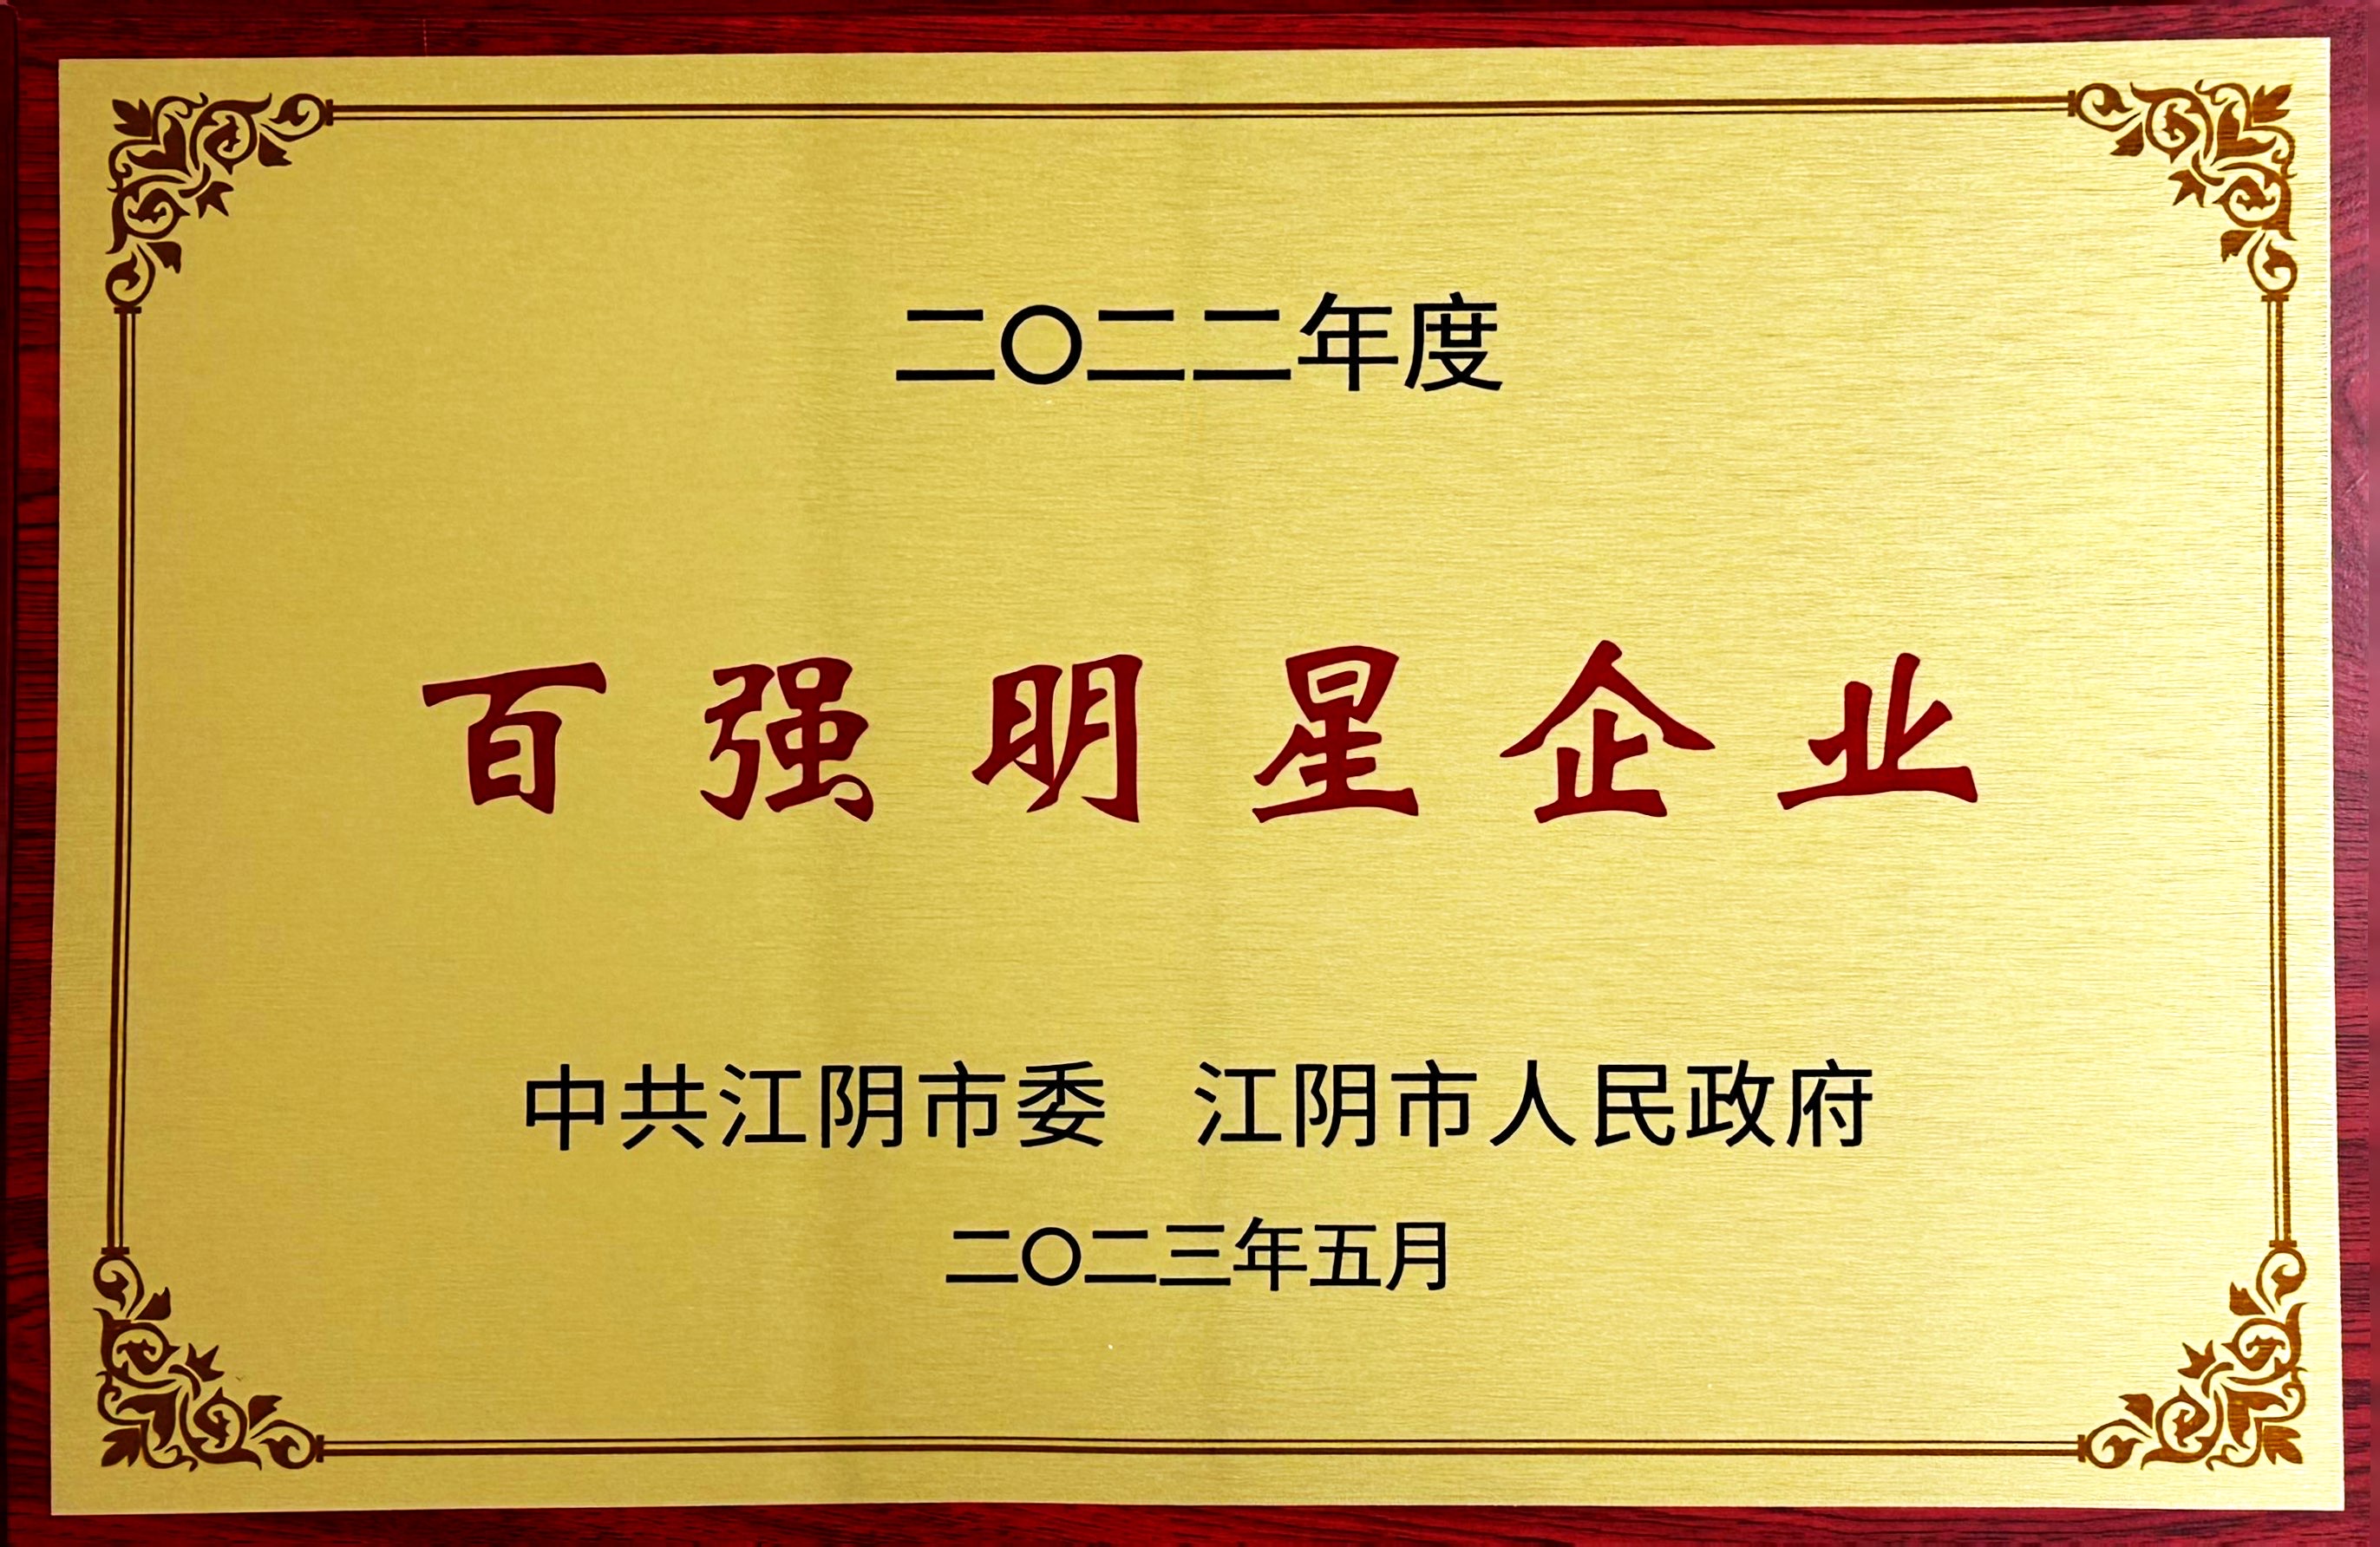 二〇二二年度
百强明星企业
中共江阴市委　江阴市人民政府
二〇二三年五月